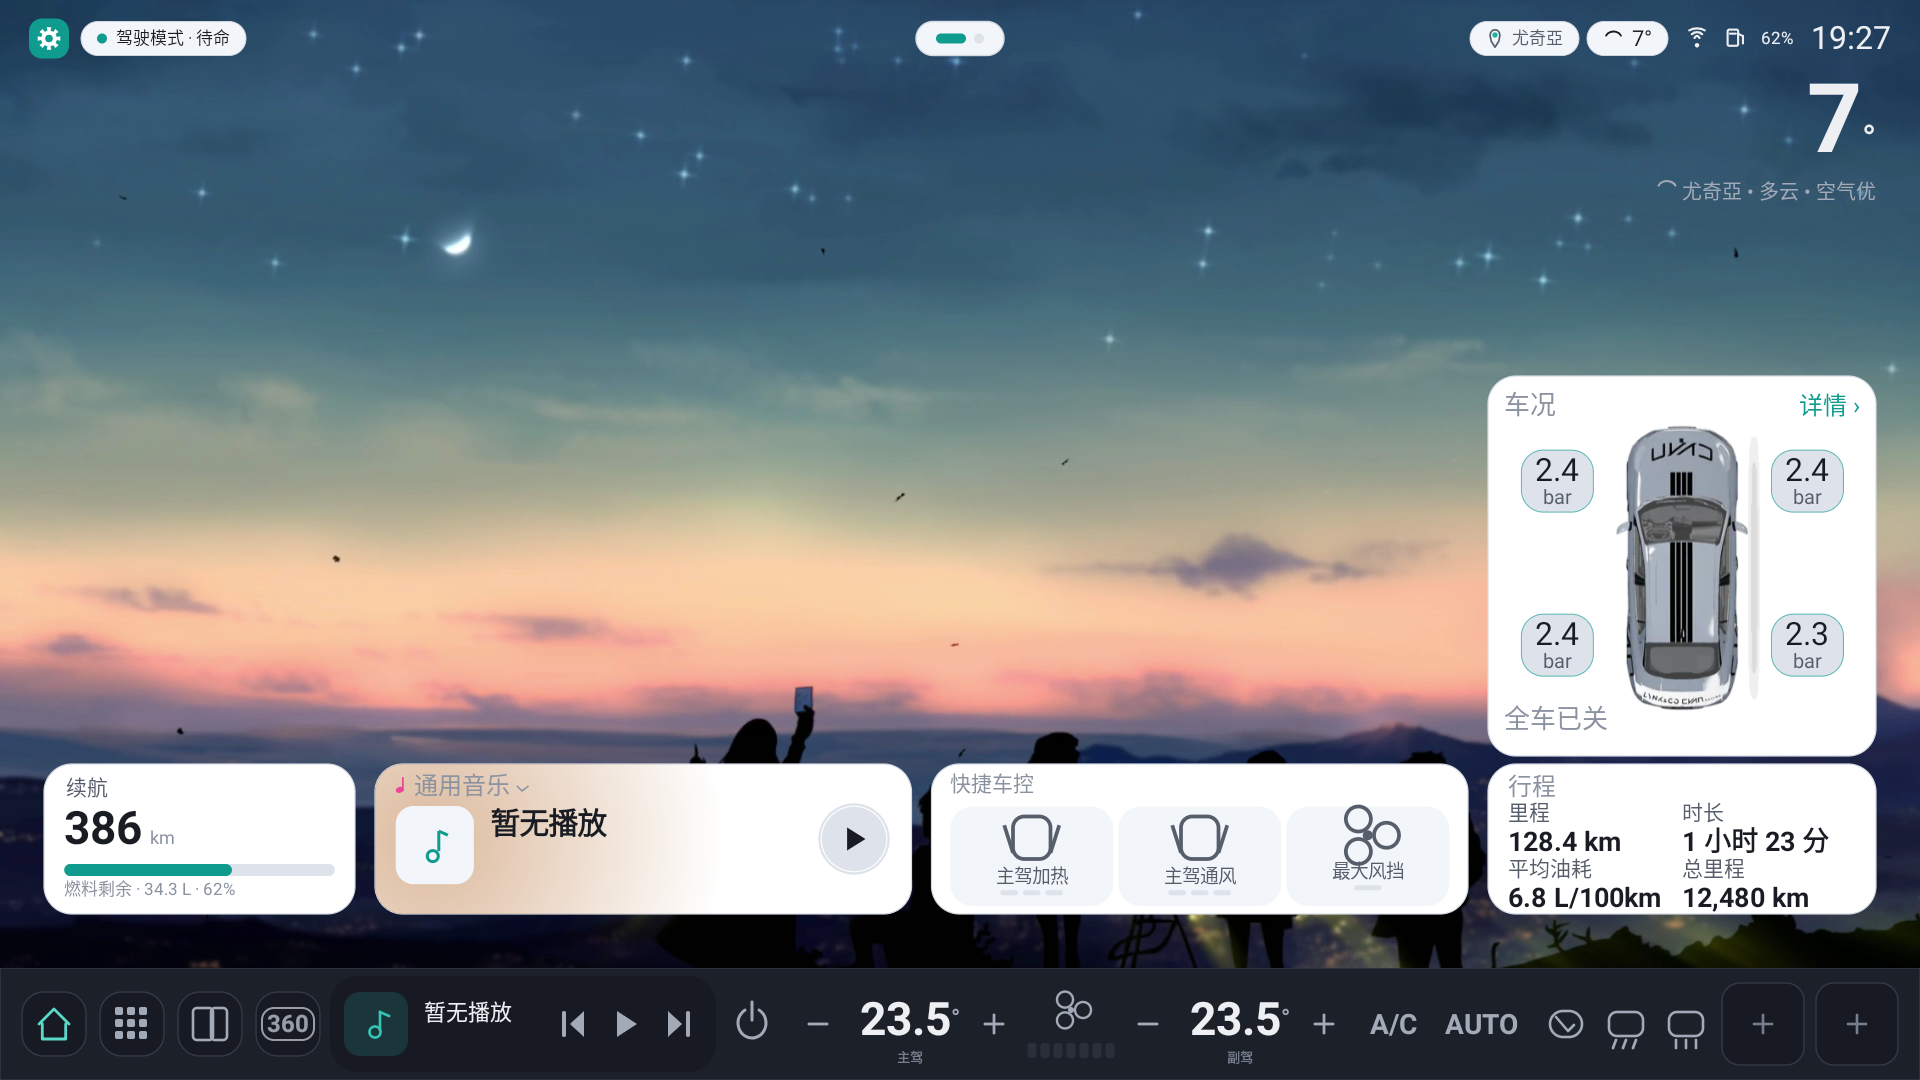 驾驶模式 · 待命
尤奇亞
7°
62%
19:27
7°
尤奇亞 • 多云 • 空气优
车况
详情 ›
2.4
bar
2.4
bar
2.4
bar
2.3
bar
全车已关
续航
386 km
燃料剩余 · 34.3 L · 62%
通用音乐
暂无播放
快捷车控
主驾加热
主驾通风
最大风挡
行程
里程
时长
128.4 km
1 小时 23 分
平均油耗
总里程
6.8 L/100km
12,480 km
360
暂无播放
23.5°
主驾
23.5°
副驾
A/C
AUTO